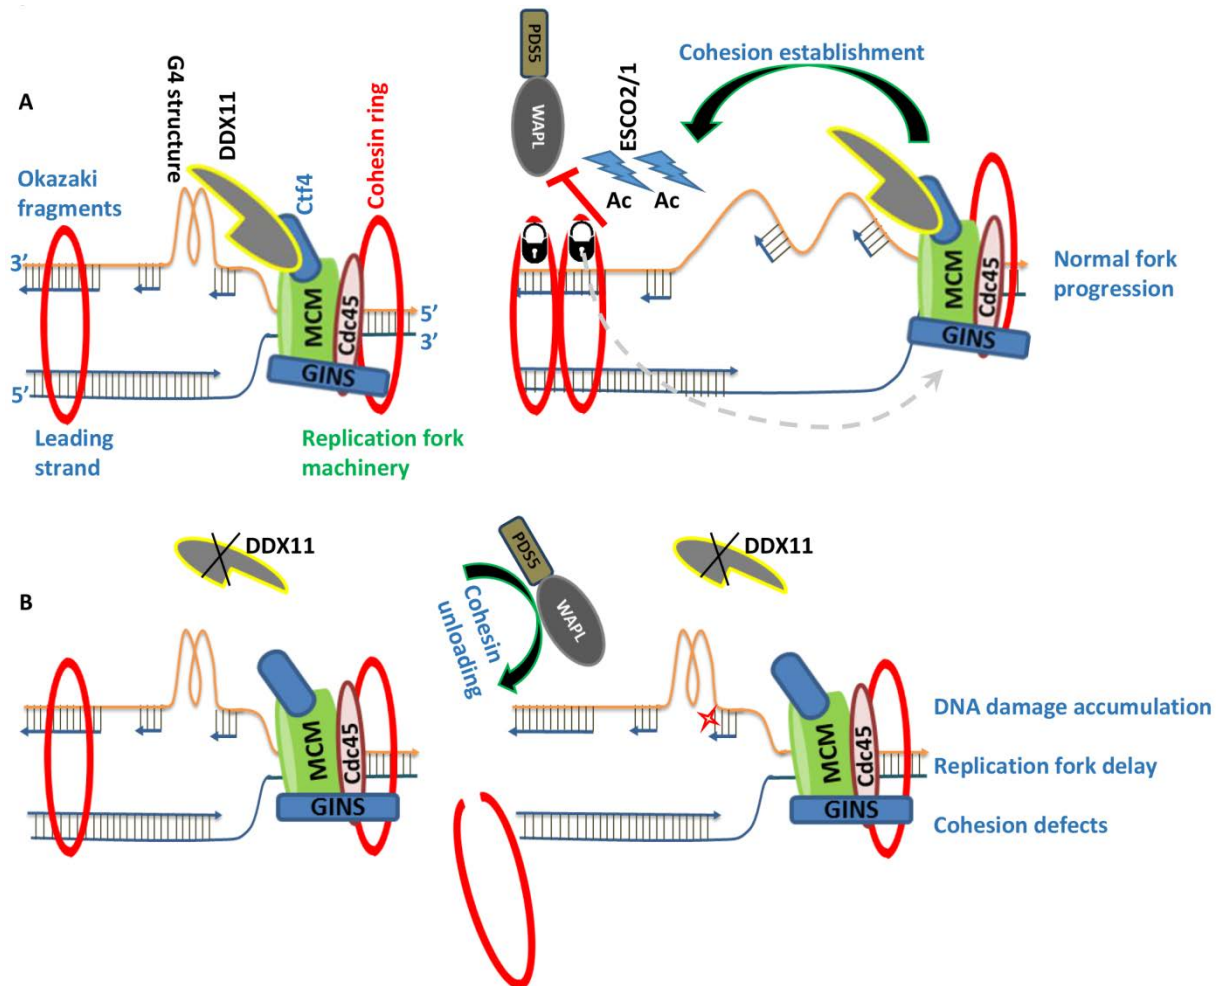 A
G4 structure
DDX11
Okazaki
fragments
Ctf4
Cohesin ring
3’
5’
3’
5’
MCM
Cdc45
GINS
Leading
strand
Replication fork
machinery
PDS5
WAPL
ESCO2/1
Ac
Ac
Cohesion establishment
MCM
Cdc45
GINS
Normal fork
progression
B
DDX11
MCM
Cdc45
GINS
PDS5
WAPL
Cohesin
unloading
DDX11
MCM
Cdc45
GINS
DNA damage accumulation
Replication fork delay
Cohesion defects